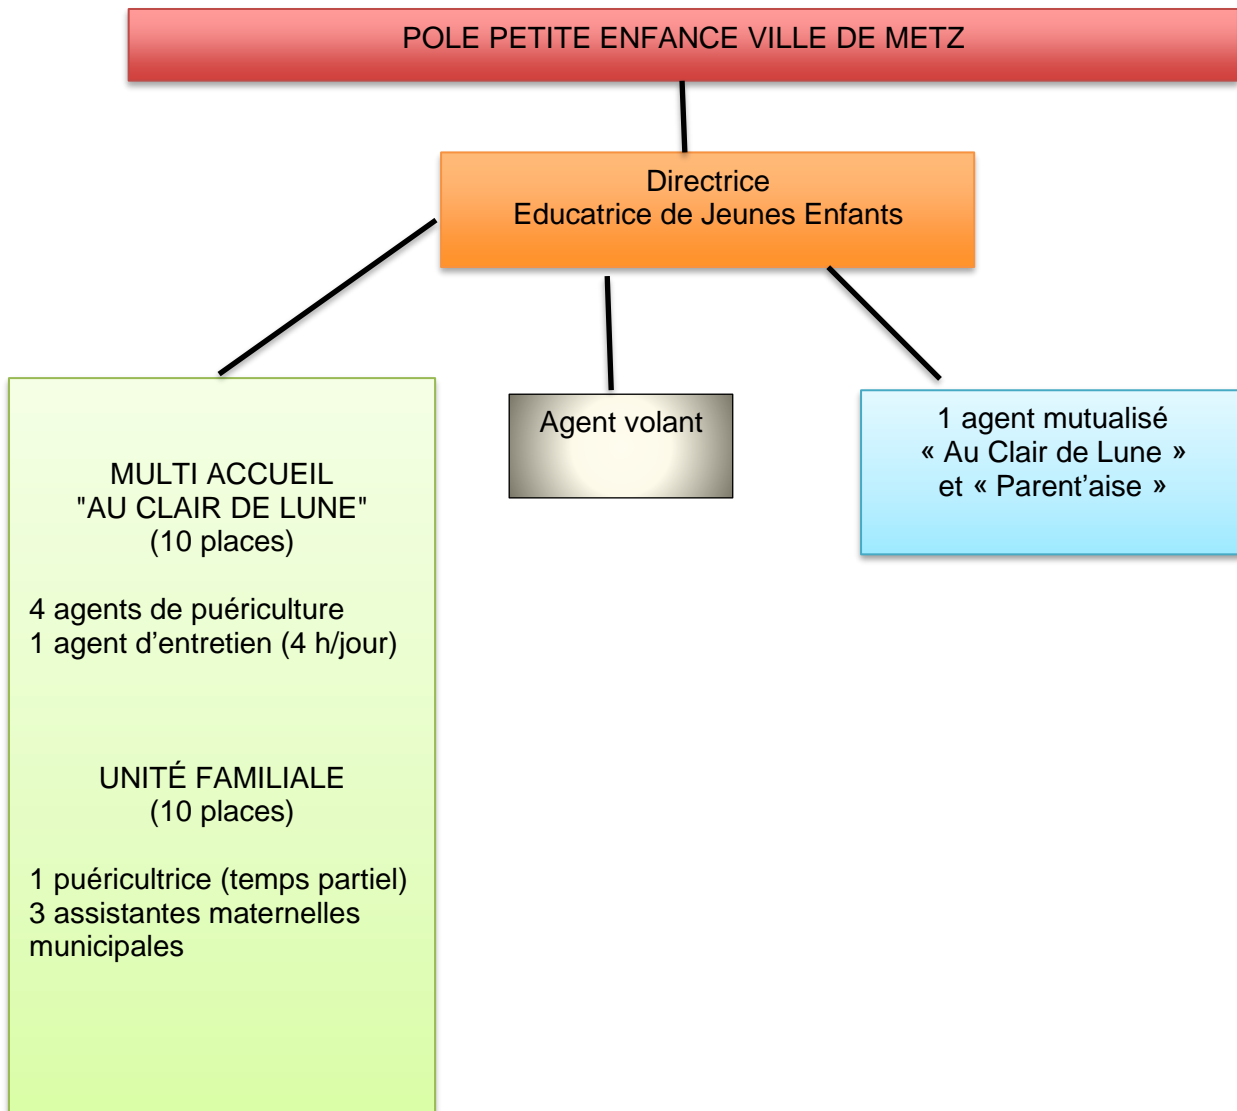 POLE PETITE ENFANCE VILLE DE METZ
Directrice
Educatrice de Jeunes Enfants
MULTI ACCUEIL
"AU CLAIR DE LUNE"
(10 places)
4 agents de puériculture
1 agent d’entretien (4 h/jour)
UNITÉ FAMILIALE
(10 places)
1 puéricultrice (temps partiel)
3 assistantes maternelles
municipales
Agent volant
1 agent mutualisé
« Au Clair de Lune »
et « Parent’aise »